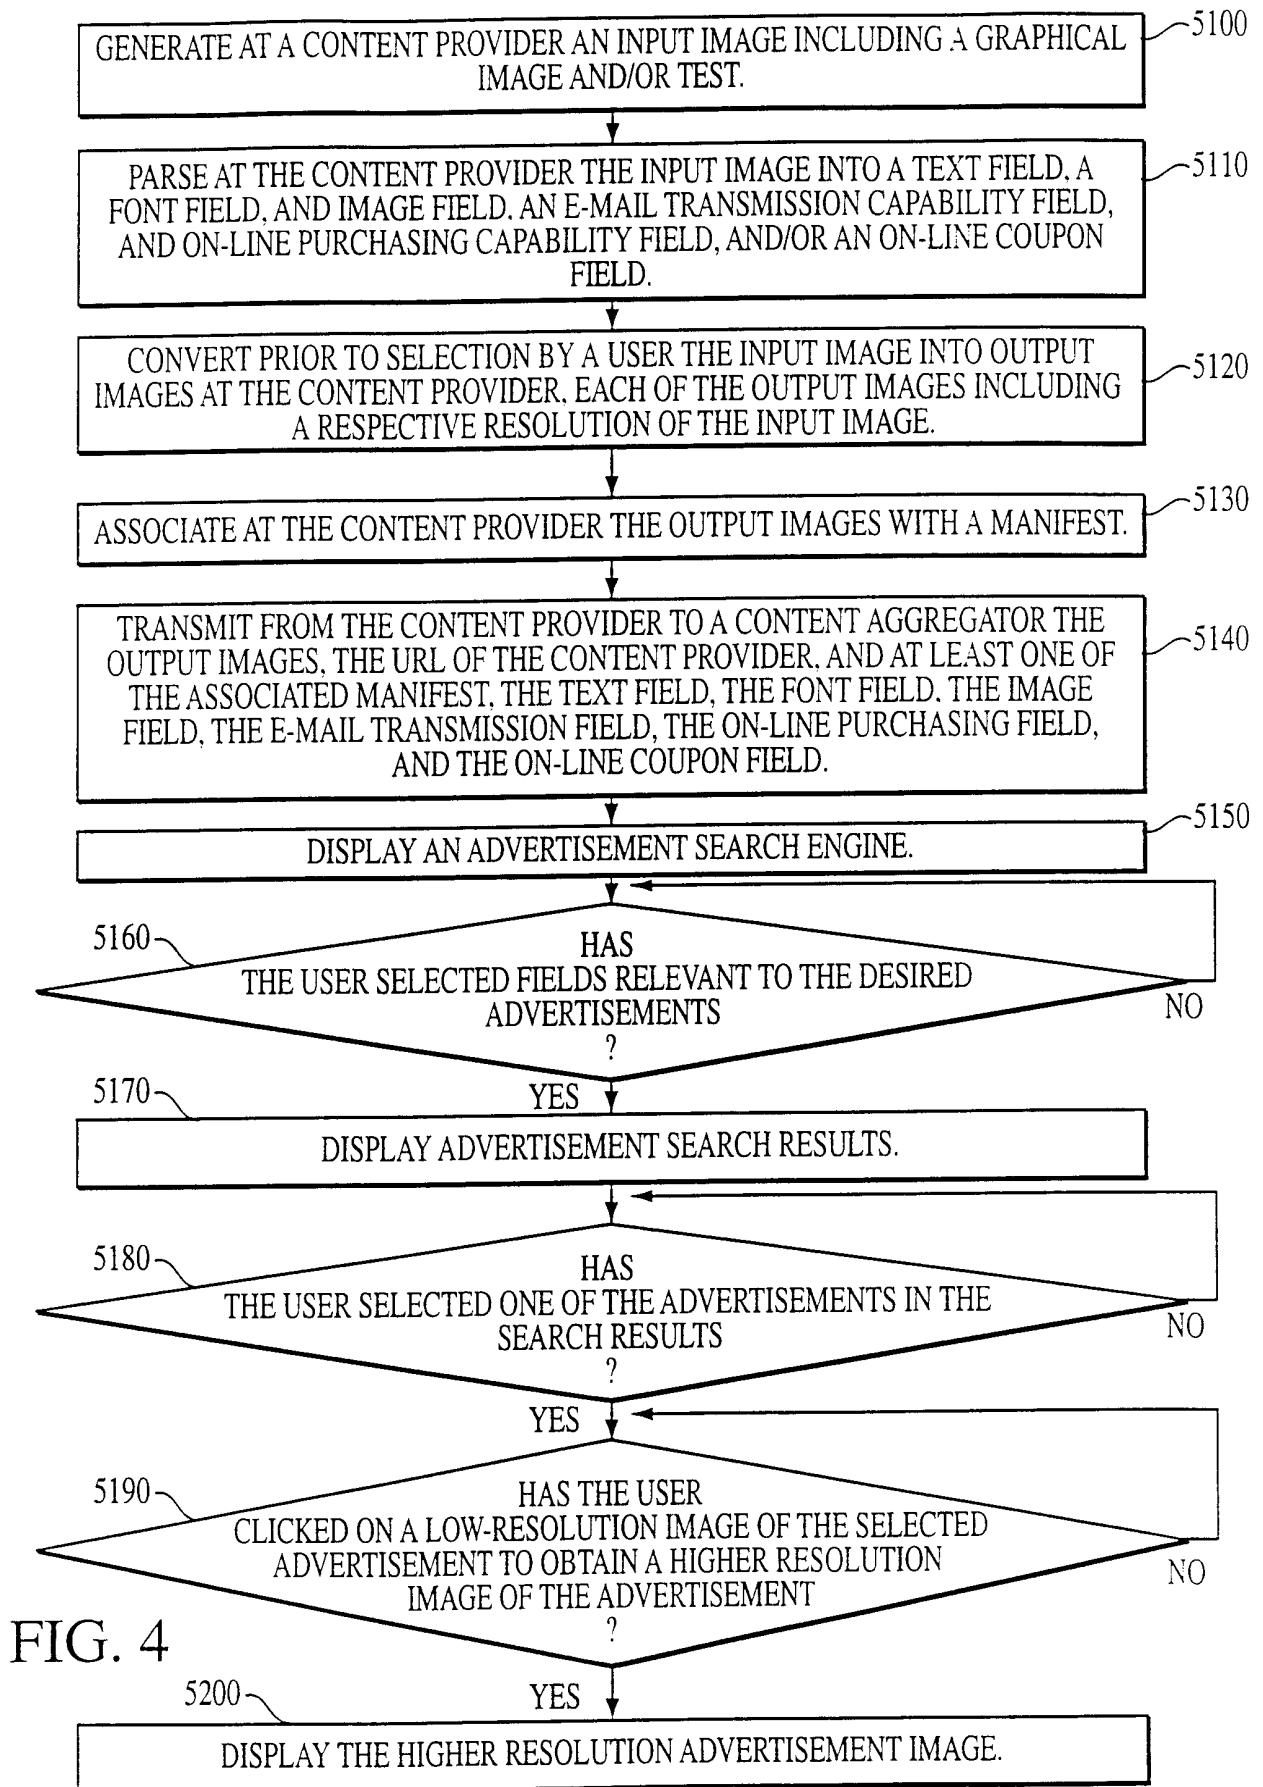 GENERATE AT A CONTENT PROVIDER AN INPUT IMAGE INCLUDING A GRAPHICAL
IMAGE AND/OR TEST.
5100
PARSE AT THE CONTENT PROVIDER THE INPUT IMAGE INTO A TEXT FIELD, A
FONT FIELD, AND IMAGE FIELD, AN E-MAIL TRANSMISSION CAPABILITY FIELD,
AND ON-LINE PURCHASING CAPABILITY FIELD, AND/OR AN ON-LINE COUPON
FIELD.
5110
CONVERT PRIOR TO SELECTION BY A USER THE INPUT IMAGE INTO OUTPUT
IMAGES AT THE CONTENT PROVIDER, EACH OF THE OUTPUT IMAGES INCLUDING
A RESPECTIVE RESOLUTION OF THE INPUT IMAGE.
5120
ASSOCIATE AT THE CONTENT PROVIDER THE OUTPUT IMAGES WITH A MANIFEST.
5130
TRANSMIT FROM THE CONTENT PROVIDER TO A CONTENT AGGREGATOR THE
OUTPUT IMAGES, THE URL OF THE CONTENT PROVIDER, AND AT LEAST ONE OF
THE ASSOCIATED MANIFEST, THE TEXT FIELD, THE FONT FIELD, THE IMAGE
FIELD, THE E-MAIL TRANSMISSION FIELD, THE ON-LINE PURCHASING FIELD,
AND THE ON-LINE COUPON FIELD.
5140
DISPLAY AN ADVERTISEMENT SEARCH ENGINE.
5150
5160
HAS
THE USER SELECTED FIELDS RELEVANT TO THE DESIRED
ADVERTISEMENTS
?
NO
YES
5170
DISPLAY ADVERTISEMENT SEARCH RESULTS.
5180
HAS
THE USER SELECTED ONE OF THE ADVERTISEMENTS IN THE
SEARCH RESULTS
?
NO
YES
5190
HAS THE USER
CLICKED ON A LOW-RESOLUTION IMAGE OF THE SELECTED
ADVERTISEMENT TO OBTAIN A HIGHER RESOLUTION
IMAGE OF THE ADVERTISEMENT
?
NO
FIG. 4
YES
5200
DISPLAY THE HIGHER RESOLUTION ADVERTISEMENT IMAGE.